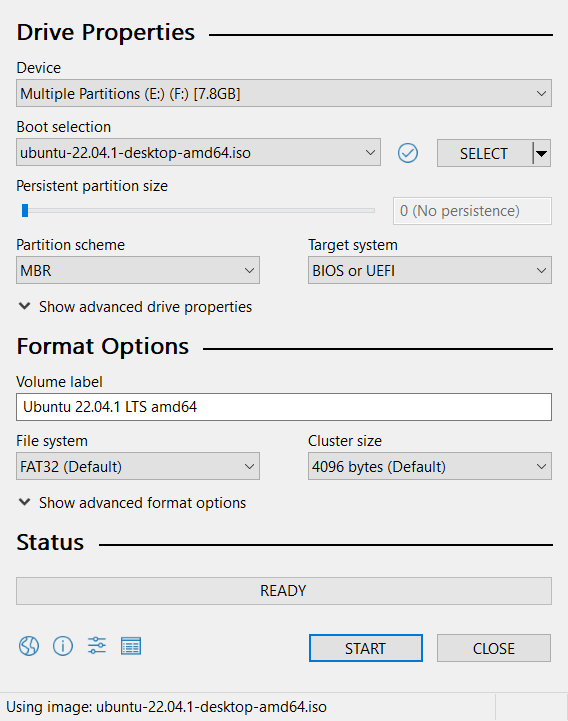 Drive Properties
Device
Multiple Partitions (E:) (F:) [7.8GB]
Boot selection
ubuntu-22.04.1-desktop-amd64.iso
SELECT
Persistent partition size
0 (No persistence)
Partition scheme
Target system
MBR
BIOS or UEFI
Show advanced drive properties
Format Options
Volume label
Ubuntu 22.04.1 LTS amd64
File system
Cluster size
FAT32 (Default)
4096 bytes (Default)
Show advanced format options
Status
READY
START
CLOSE
Using image: ubuntu-22.04.1-desktop-amd64.iso